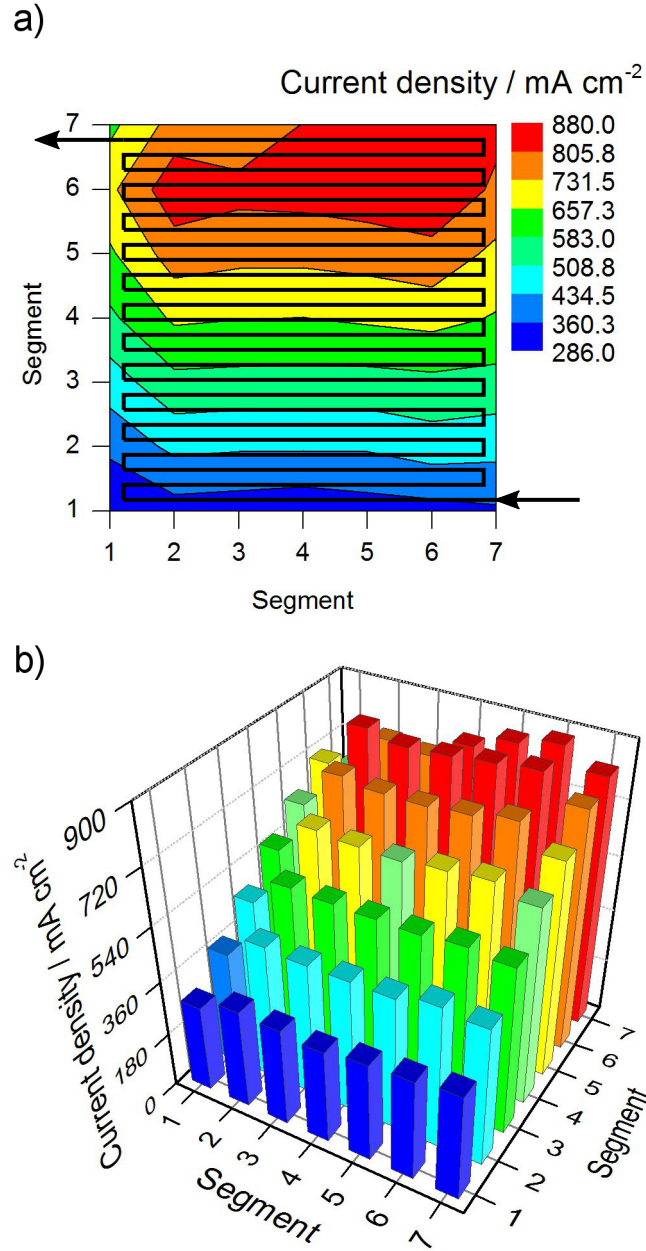 a)
Current density / mA cm-2
7
6
5
4
3
2
1
Segment
1 2 3 4 5 6 7
Segment
880.0
805.8
731.5
657.3
583.0
508.8
434.5
360.3
286.0
b)
900
720
540
360
180
0
Current density / mA cm-2
1 2 3 4 5 6 7
Segment
7
6
5
4
3
2
1
Segment